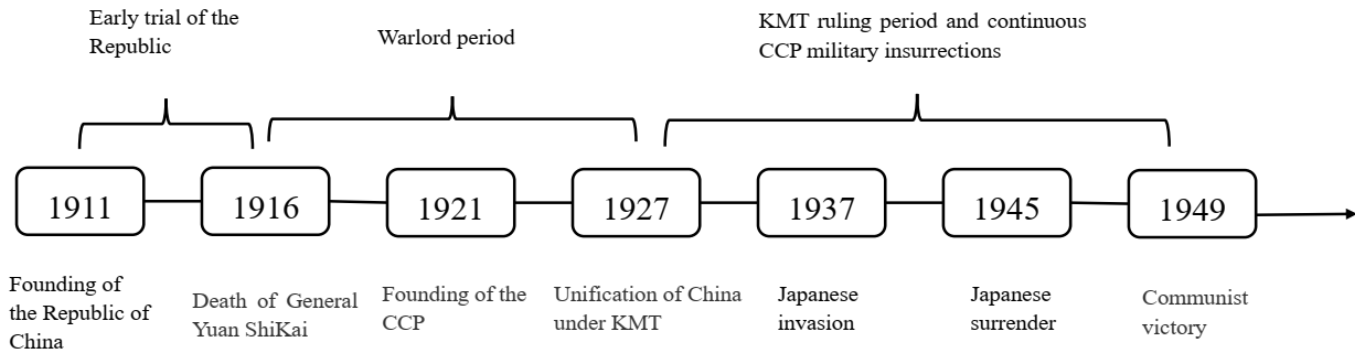 Early trial of the
Republic
Warlord period
KMT ruling period and continuous
CCP military insurrections
1911
1916
1921
1927
1937
1945
1949
Founding of
the Republic of
China
Death of General
Yuan ShiKai
Founding of the
CCP
Unification of China
under KMT
Japanese
invasion
Japanese
surrender
Communist
victory